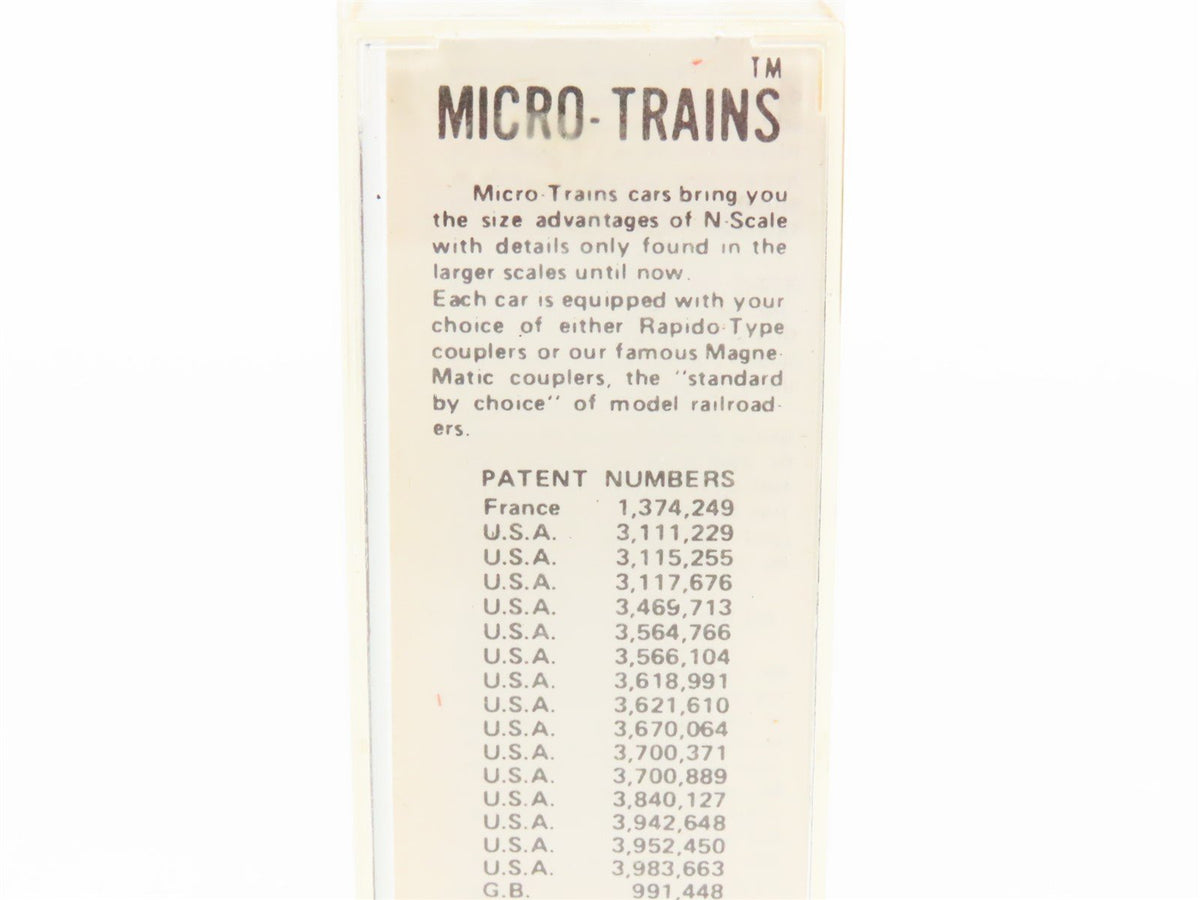 TM
MICRO-TRAINS
Micro-Trains cars bring you
the size advantages of N-Scale
with details only found in the
larger scales until now.
Each car is equipped with your
choice of either Rapido-Type
couplers or our famous Magne-
Matic couplers, the "standard
by choice" of model railroad-
ers.
PATENT NUMBERS
France 1,374,249
U.S.A. 3,111,229
U.S.A. 3,115,255
U.S.A. 3,117,676
U.S.A. 3,469,713
U.S.A. 3,564,766
U.S.A. 3,566,104
U.S.A. 3,618,991
U.S.A. 3,621,610
U.S.A. 3,670,064
U.S.A. 3,700,371
U.S.A. 3,700,889
U.S.A. 3,840,127
U.S.A. 3,942,648
U.S.A. 3,952,450
U.S.A. 3,983,663
G.B. 991,448